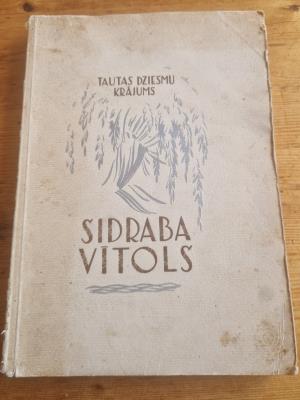 TAUTAS DZIESMU
KRĀJUMS
SIDRABA
VĪTOLS